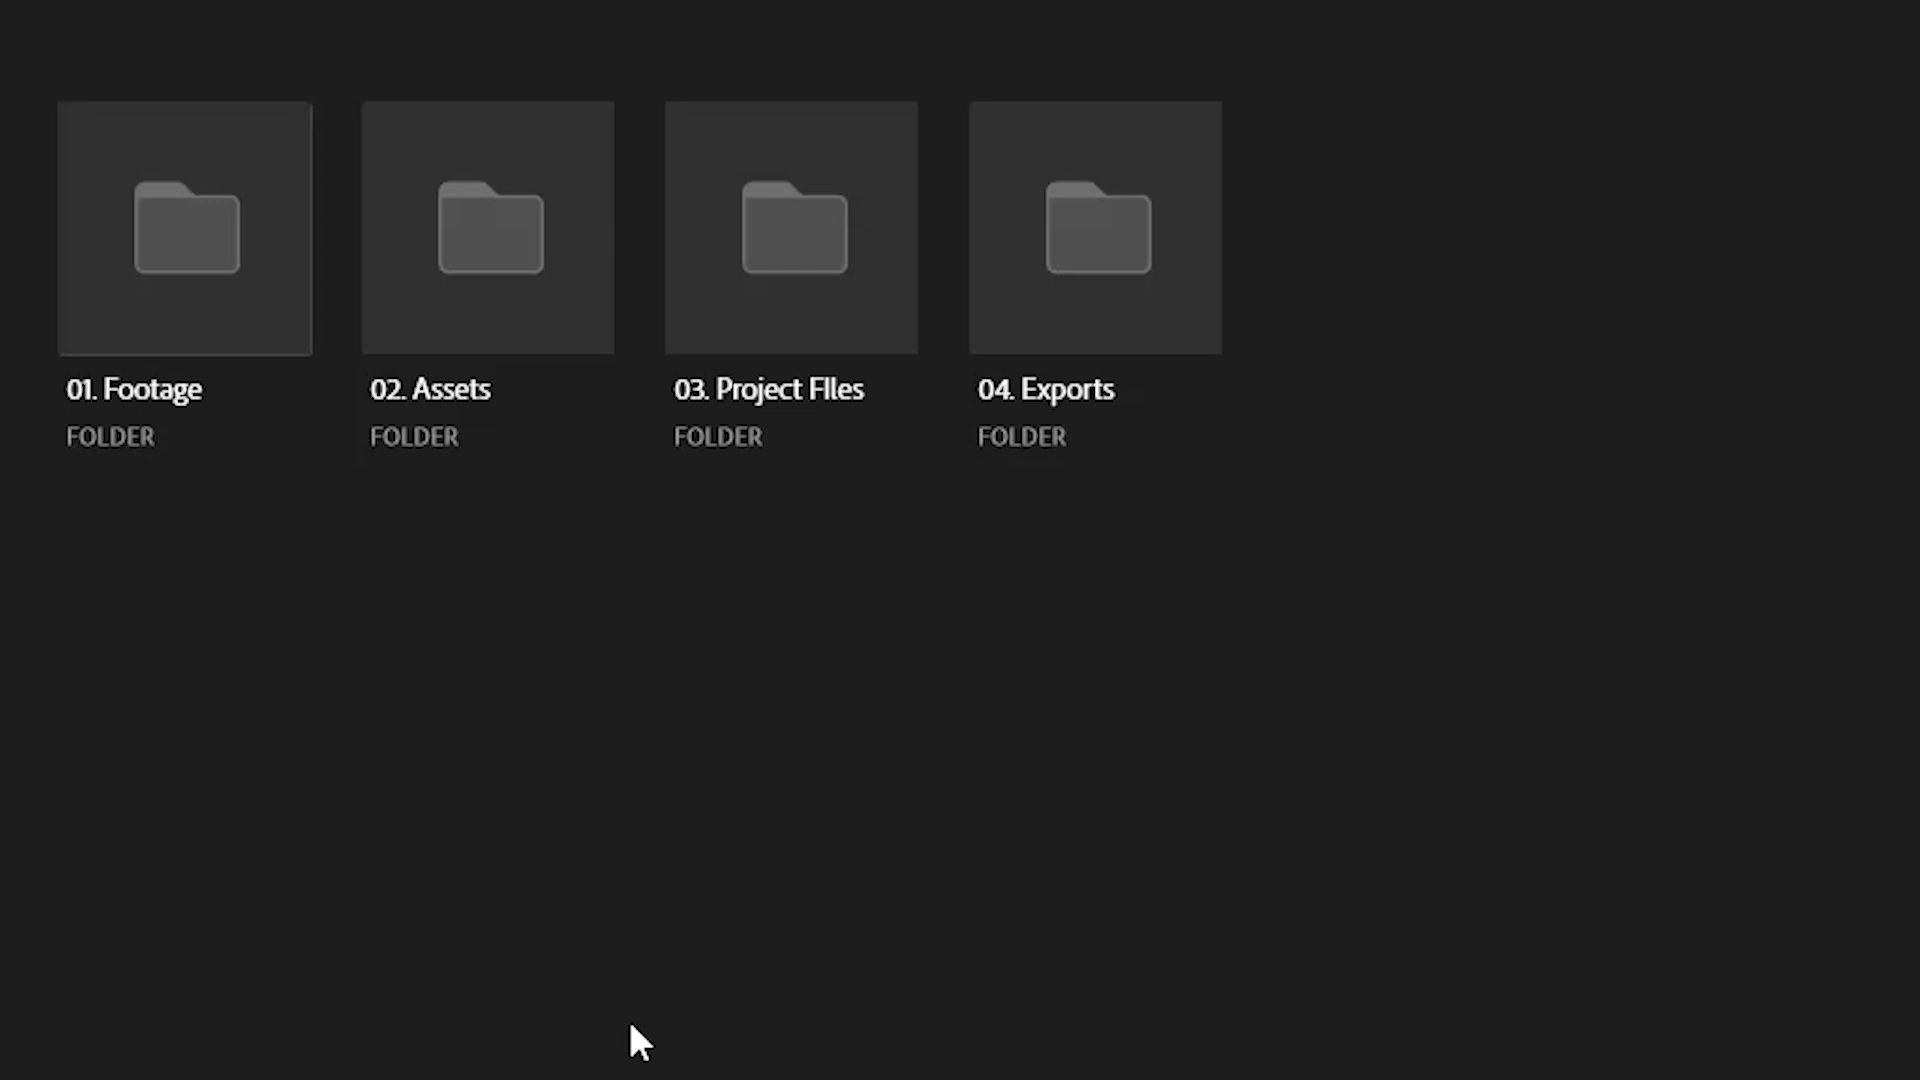 01. Footage
FOLDER
02. Assets
FOLDER
03. Project FIles
FOLDER
04. Exports
FOLDER